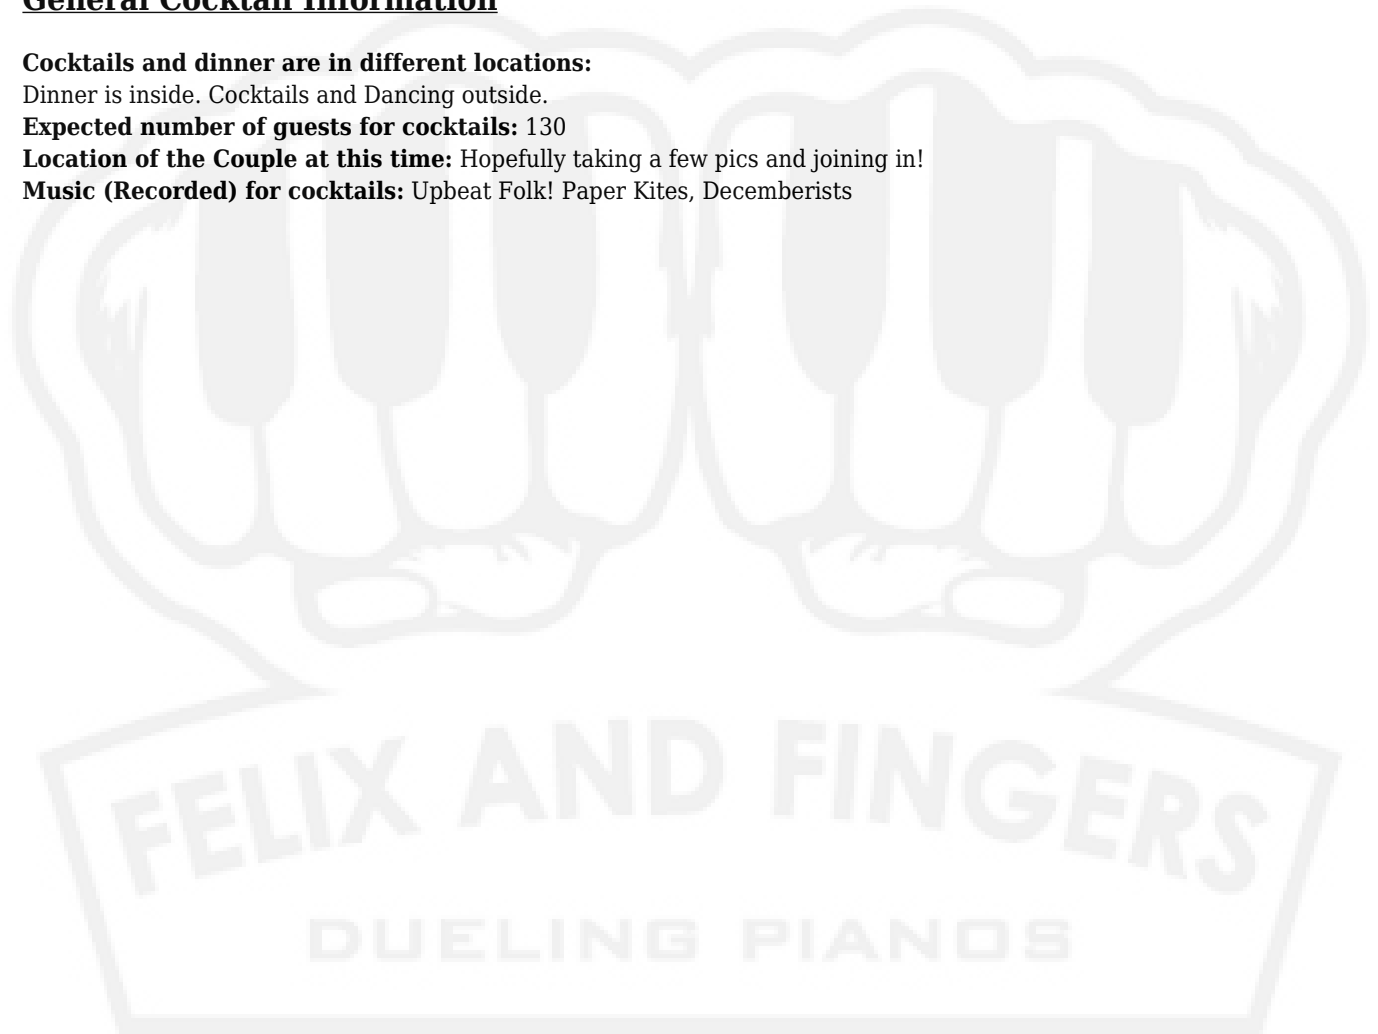 General Cocktail Information
Cocktails and dinner are in different locations:
Dinner is inside. Cocktails and Dancing outside.
Expected number of guests for cocktails: 130
Location of the Couple at this time: Hopefully taking a few pics and joining in!
Music (Recorded) for cocktails: Upbeat Folk! Paper Kites, Decemberists
FELIX AND FINGERS
DUELING PIANOS